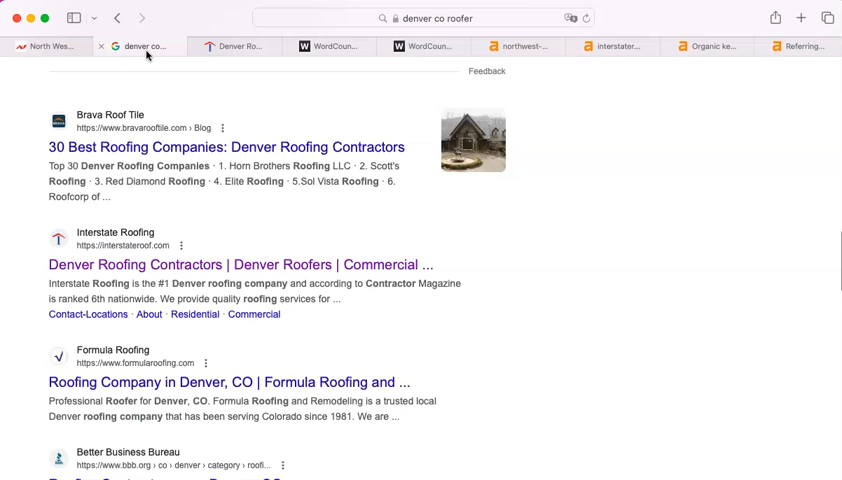 denver co roofer
North Wes...
denver co...
Denver Ro...
WordCoun...
WordCoun...
northwest-...
interstater...
Organic ke...
Referring...
Feedback
Brava Roof Tile
https://www.bravarooftile.com › Blog
30 Best Roofing Companies: Denver Roofing Contractors
Top 30 Denver Roofing Companies · 1. Horn Brothers Roofing LLC · 2. Scott's
Roofing · 3. Red Diamond Roofing · 4. Elite Roofing · 5.Sol Vista Roofing · 6.
Roofcorp of ...
Interstate Roofing
https://interstateroof.com
Denver Roofing Contractors | Denver Roofers | Commercial ...
Interstate Roofing is the #1 Denver roofing company and according to Contractor Magazine
is ranked 6th nationwide. We provide quality roofing services for ...
Contact-Locations · About · Residential · Commercial
Formula Roofing
https://www.formularoofing.com
Roofing Company in Denver, CO | Formula Roofing and ...
Professional Roofer for Denver, CO. Formula Roofing and Remodeling is a trusted local
Denver roofing company that has been serving Colorado since 1981. We are ...
Better Business Bureau
https://www.bbb.org › co › denver › category › roofi...